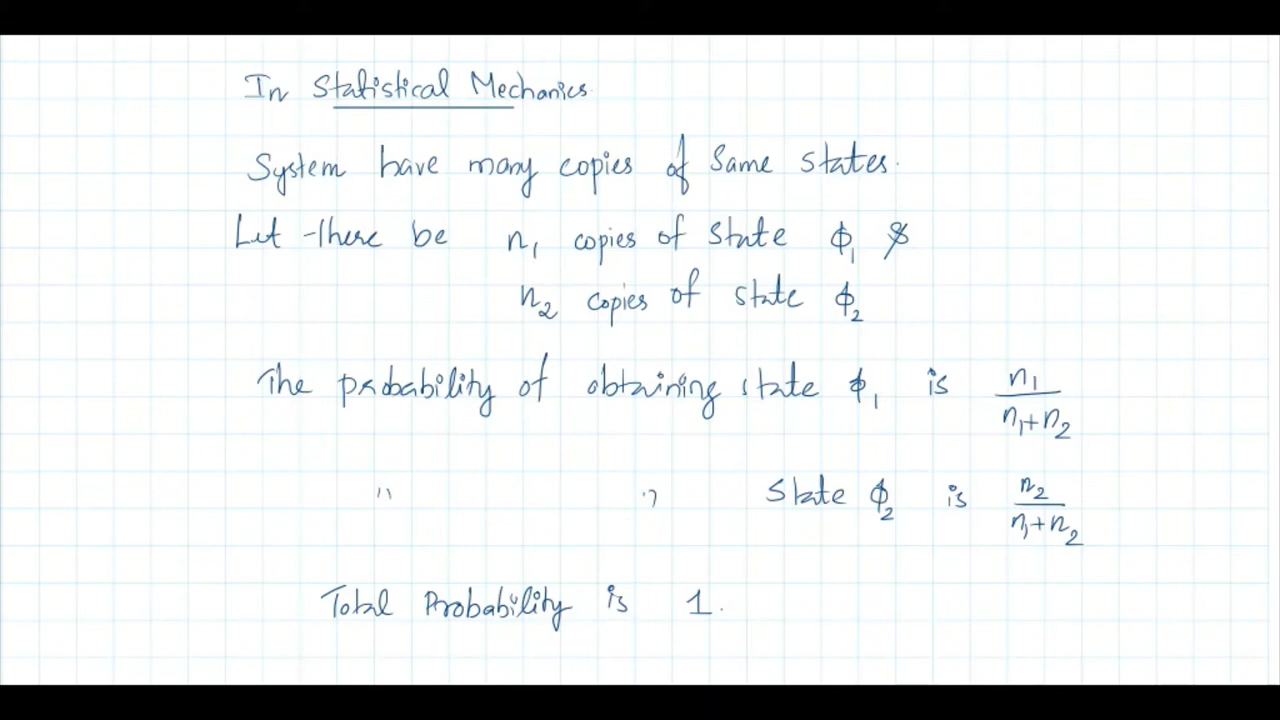 In Statistical Mechanics
System have many copies of Same states.
Let there be n₁ copies of state ϕ₁ &
n₂ copies of state ϕ₂
The probability of obtaining state ϕ₁ is n₁/(n₁+n₂)
" " State ϕ₂ is n₂/(n₁+n₂)
Total Probability is 1.